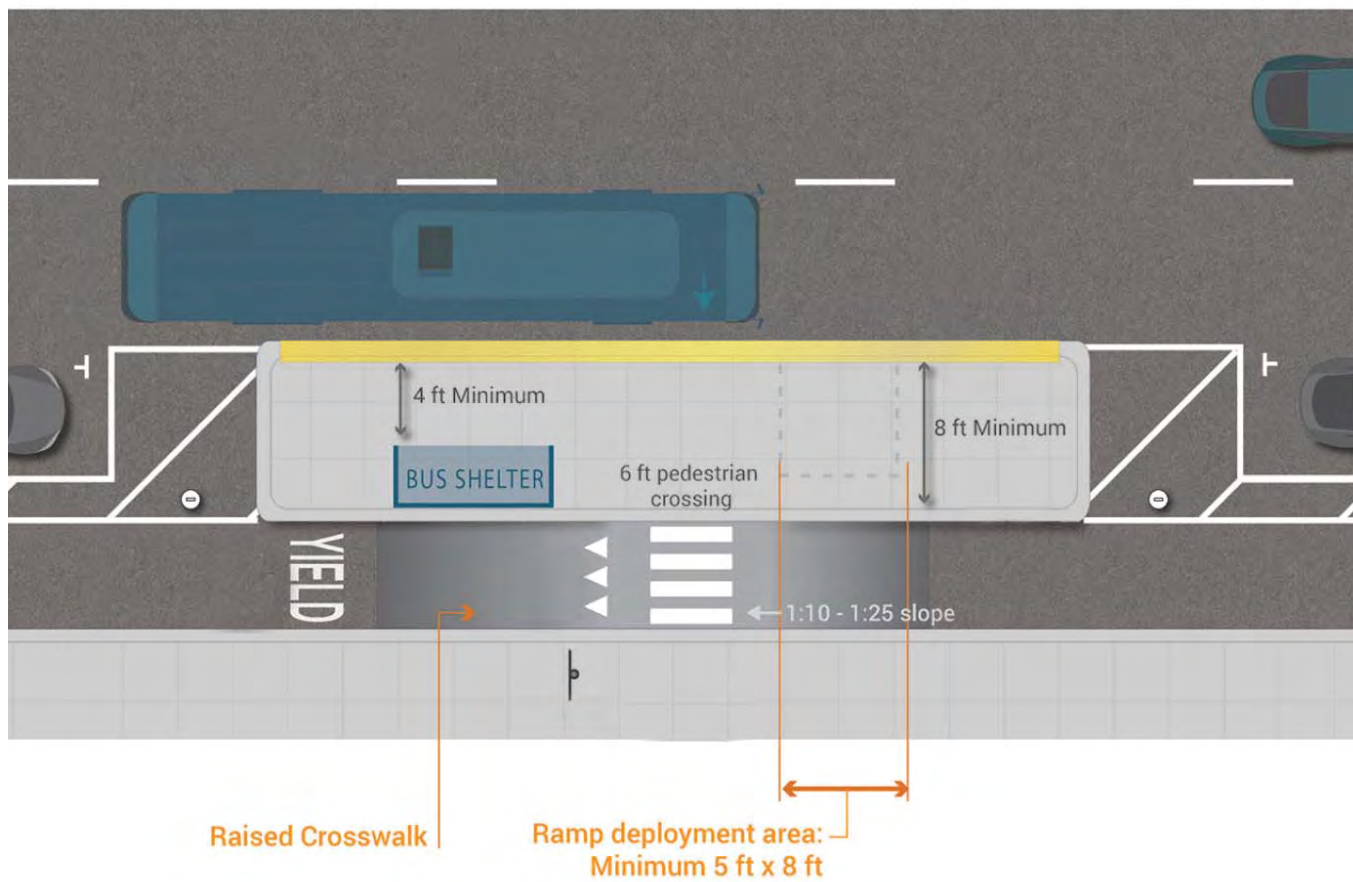 4 ft Minimum
8 ft Minimum
BUS SHELTER
6 ft pedestrian
crossing
YIELD
1:10 - 1:25 slope
Raised Crosswalk
Ramp deployment area:
Minimum 5 ft x 8 ft